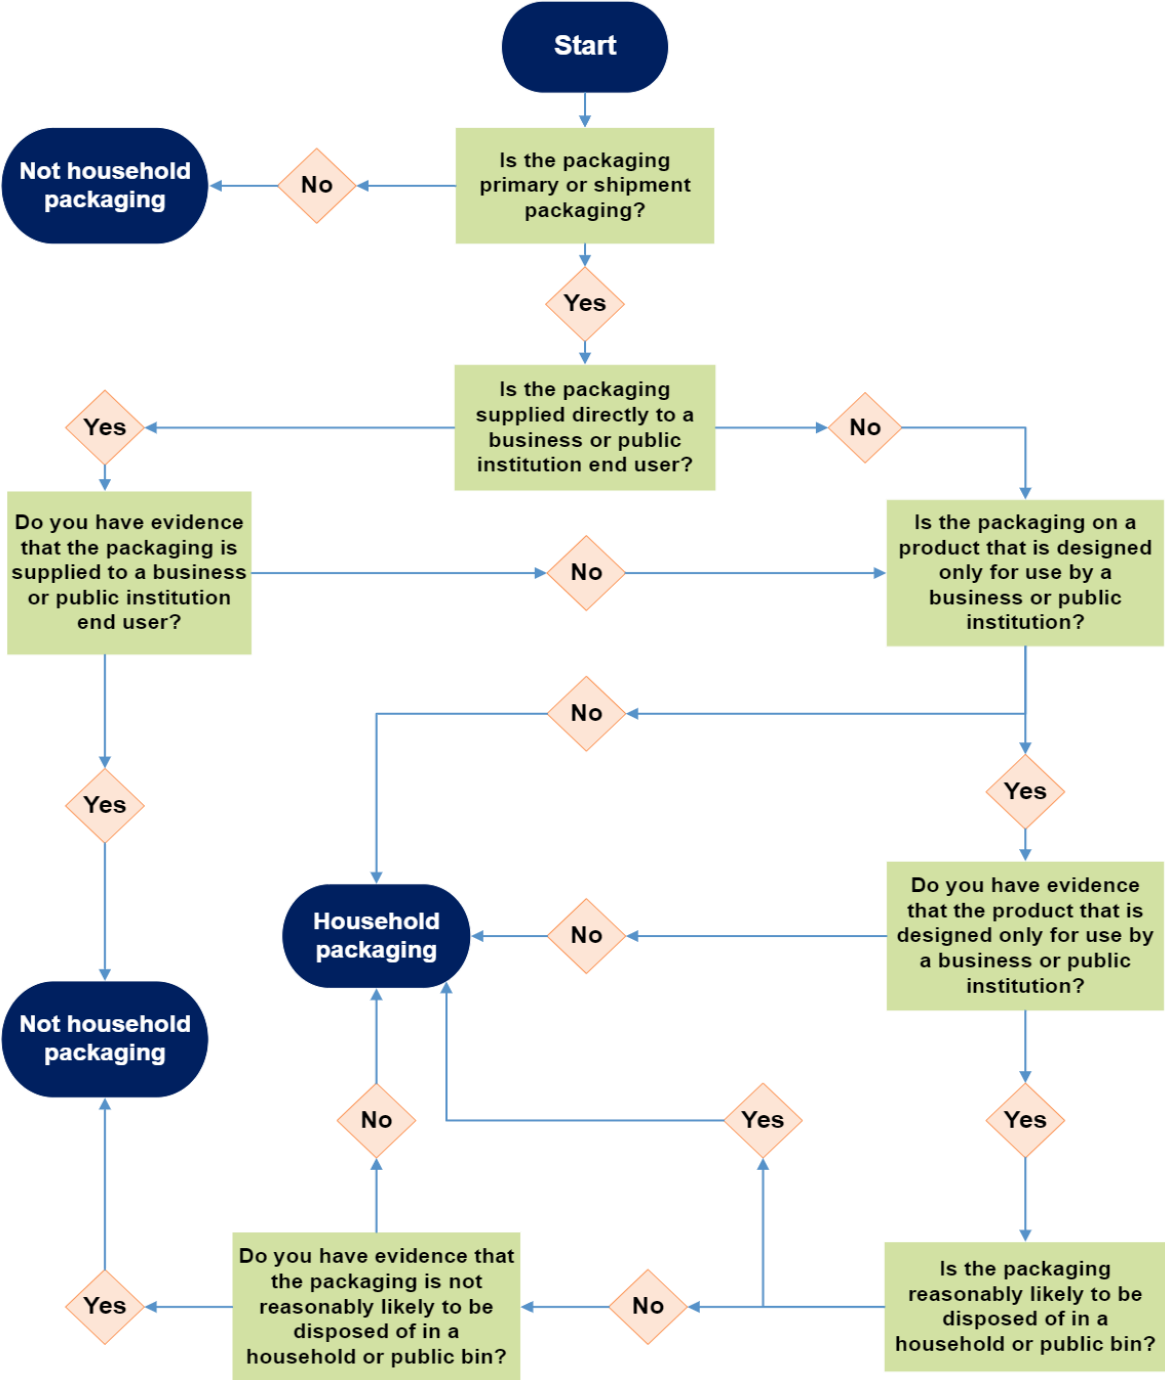 Start
Is the packaging
primary or shipment
packaging?
No
Not household
packaging
Yes
Is the packaging
supplied directly to a
business or public
institution end user?
Yes
No
Do you have evidence
that the packaging is
supplied to a business
or public institution
end user?
No
Is the packaging on a
product that is designed
only for use by a
business or public
institution?
No
Yes
Yes
Household
packaging
No
Do you have evidence
that the product that is
designed only for use by
a business or public
institution?
Not household
packaging
No
Yes
Yes
Yes
Do you have evidence that
the packaging is not
reasonably likely to be
disposed of in a
household or public bin?
No
Is the packaging
reasonably likely to be
disposed of in a
household or public bin?